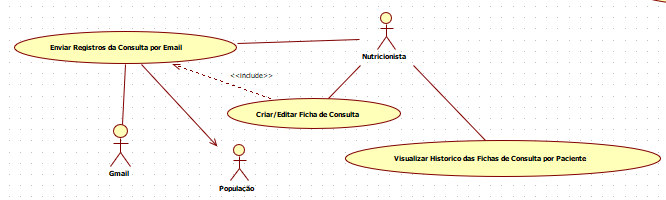 Enviar Registros da Consulta por Email
Nutricionista
<<include>>
Criar/Editar Ficha de Consulta
Visualizar Historico das Fichas de Consulta por Paciente
Gmail
População